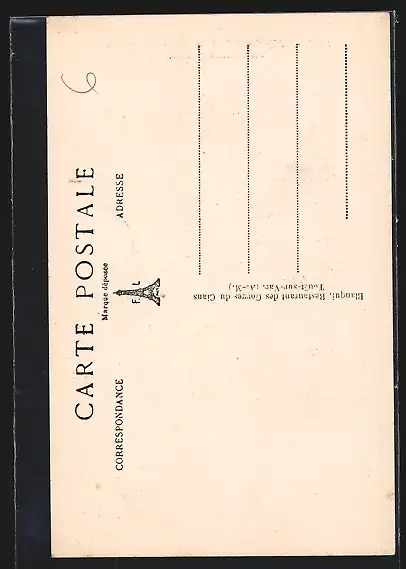 6
CARTE POSTALE
Marque déposée
F. L.
CORRESPONDANCE
ADRESSE
Blanqui, Restaurant des Gorges du Cians
Touët-sur-Var. (A.-M.)